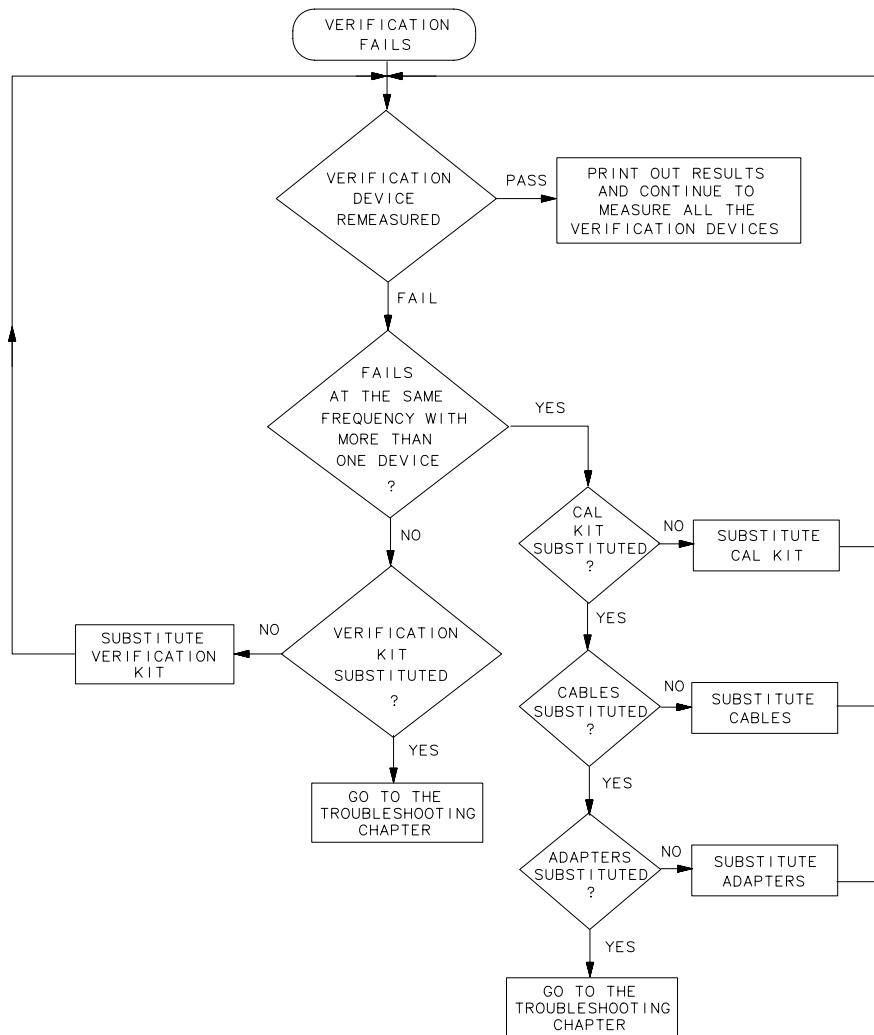 VERIFICATION
FAILS
VERIFICATION
DEVICE
REMEASURED
PASS
PRINT OUT RESULTS
AND CONTINUE TO
MEASURE ALL THE
VERIFICATION DEVICES
FAIL
FAILS
AT THE SAME
FREQUENCY WITH
MORE THAN
ONE DEVICE
?
YES
NO
CAL
KIT
SUBSTITUTED
?
NO
SUBSTITUTE
CAL KIT
YES
VERIFICATION
KIT
SUBSTITUTED
?
NO
SUBSTITUTE
VERIFICATION
KIT
YES
GO TO THE
TROUBLESHOOTING
CHAPTER
CABLES
SUBSTITUTED
?
NO
SUBSTITUTE
CABLES
YES
ADAPTERS
SUBSTITUTED
?
NO
SUBSTITUTE
ADAPTERS
YES
GO TO THE
TROUBLESHOOTING
CHAPTER